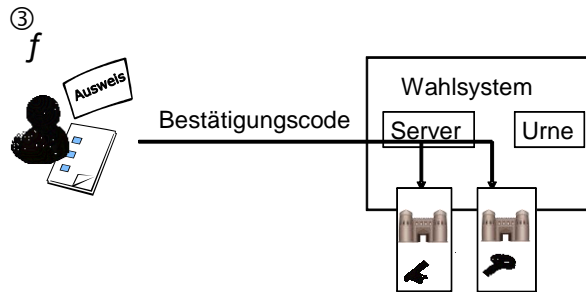 ③
f
Ausweis
Wahlsystem
Bestätigungscode
Server
Urne